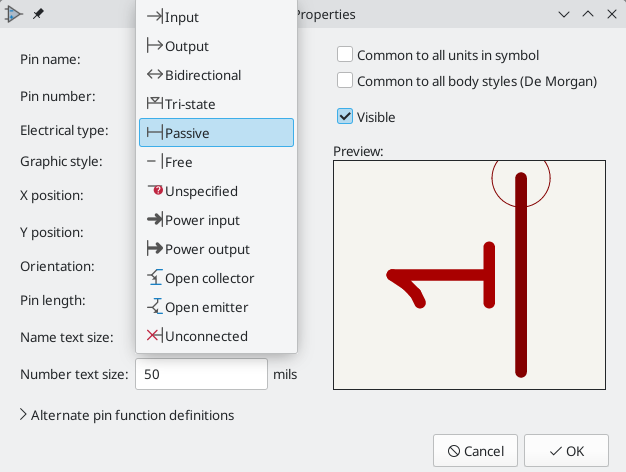 Properties
Pin name:
Pin number:
Electrical type:
Graphic style:
X position:
Y position:
Orientation:
Pin length:
Name text size:
Number text size: 50 mils
Alternate pin function definitions
Input
Output
Bidirectional
Tri-state
Passive
Free
Unspecified
Power input
Power output
Open collector
Open emitter
Unconnected
Common to all units in symbol
Common to all body styles (De Morgan)
Visible
Preview:
1
Cancel
OK